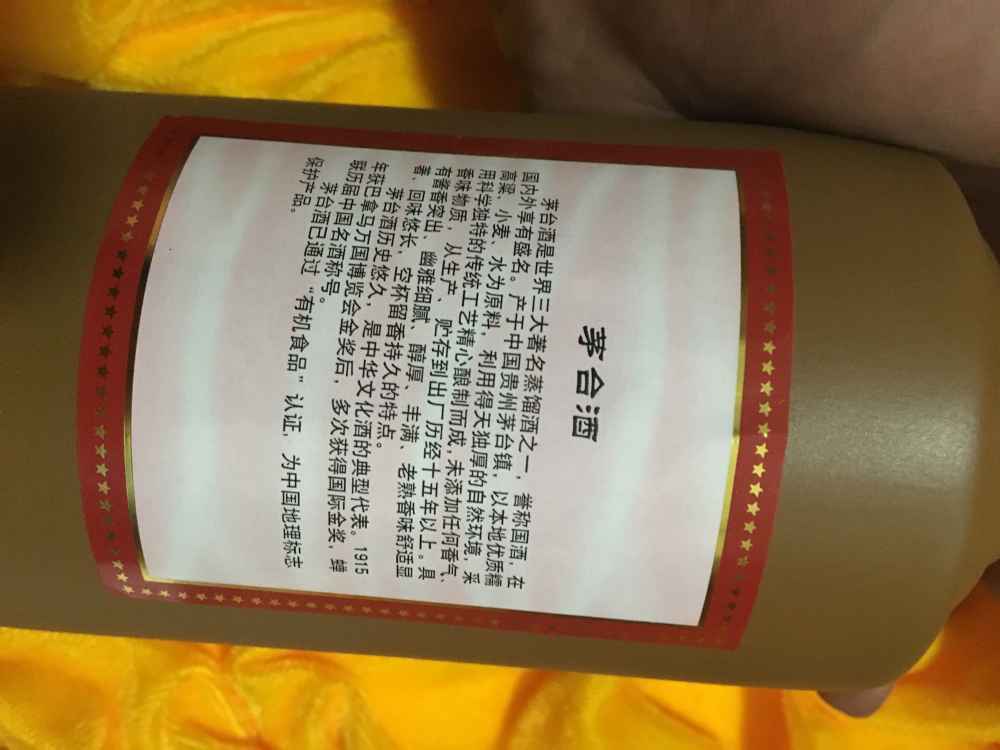 茅台酒
茅台酒是世界三大著名蒸馏酒之一，誉称国酒，在
国内外享有盛名。产于中国贵州茅台镇，以本地优质糯
高粱、小麦、水为原料，利用得天独厚的自然环境，采
用科学独特的传统工艺精心酿制而成，未添加任何香气、
香味物质，从生产、贮存到出厂历经十五年以上。具
有酱香突出、幽雅细腻、醇厚、丰满、老熟香味舒适显
著、回味悠长，空杯留香持久的特点。
茅台酒历史悠久，是中华文化酒的典型代表。1915
年获巴拿马万国博览会金奖后，多次获得国际金奖，蝉
联历届中国名酒称号。
茅台酒已通过“有机食品”认证，为中国地理标志
保护产品。